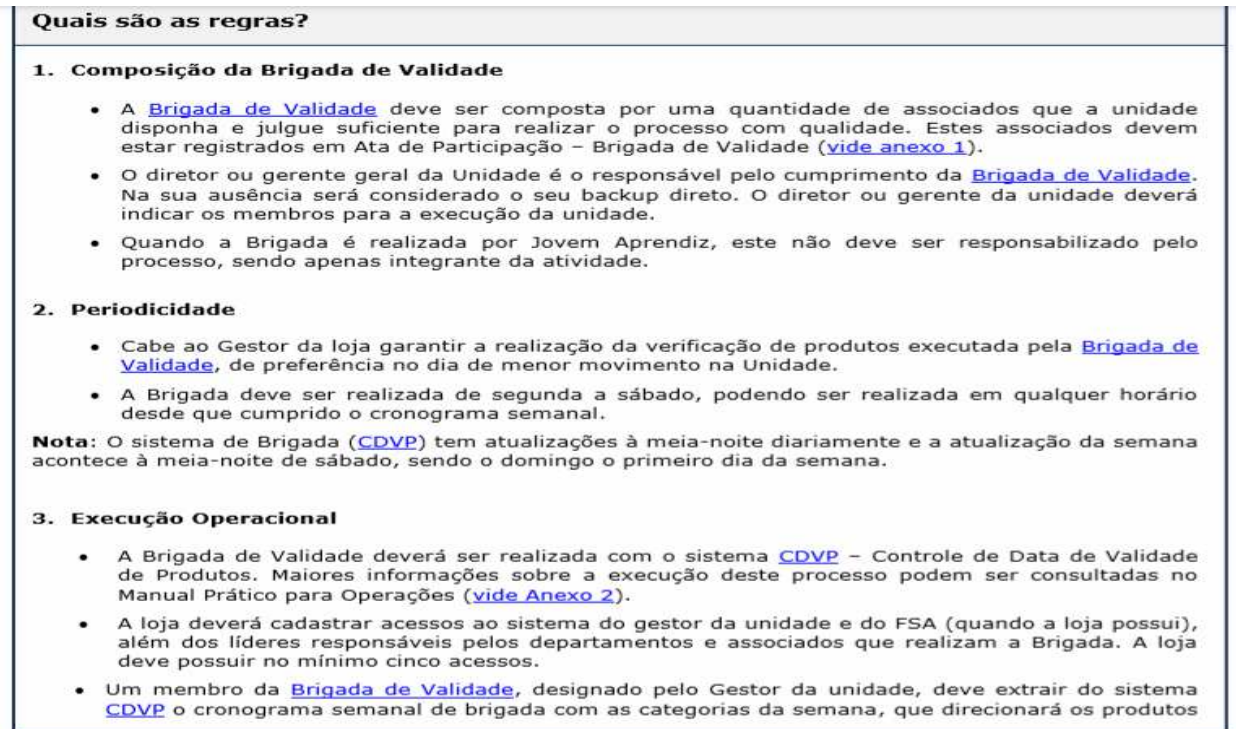 Quais são as regras?
1. Composição da Brigada de Validade
• A Brigada de Validade deve ser composta por uma quantidade de associados que a unidade
disponha e julgue suficiente para realizar o processo com qualidade. Estes associados devem
estar registrados em Ata de Participação – Brigada de Validade (vide anexo 1).
• O diretor ou gerente geral da Unidade é o responsável pelo cumprimento da Brigada de Validade.
Na sua ausência será considerado o seu backup direto. O diretor ou gerente da unidade deverá
indicar os membros para a execução da unidade.
• Quando a Brigada é realizada por Jovem Aprendiz, este não deve ser responsabilizado pelo
processo, sendo apenas integrante da atividade.
2. Periodicidade
• Cabe ao Gestor da loja garantir a realização da verificação de produtos executada pela Brigada de
Validade, de preferência no dia de menor movimento na Unidade.
• A Brigada deve ser realizada de segunda a sábado, podendo ser realizada em qualquer horário
desde que cumprido o cronograma semanal.
Nota: O sistema de Brigada (CDVP) tem atualizações à meia-noite diariamente e a atualização da semana
acontece à meia-noite de sábado, sendo o domingo o primeiro dia da semana.
3. Execução Operacional
• A Brigada de Validade deverá ser realizada com o sistema CDVP – Controle de Data de Validade
de Produtos. Maiores informações sobre a execução deste processo podem ser consultadas no
Manual Prático para Operações (vide Anexo 2).
• A loja deverá cadastrar acessos ao sistema do gestor da unidade e do FSA (quando a loja possui),
além dos líderes responsáveis pelos departamentos e associados que realizam a Brigada. A loja
deve possuir no mínimo cinco acessos.
• Um membro da Brigada de Validade, designado pelo Gestor da unidade, deve extrair do sistema
CDVP o cronograma semanal de brigada com as categorias da semana, que direcionará os produtos